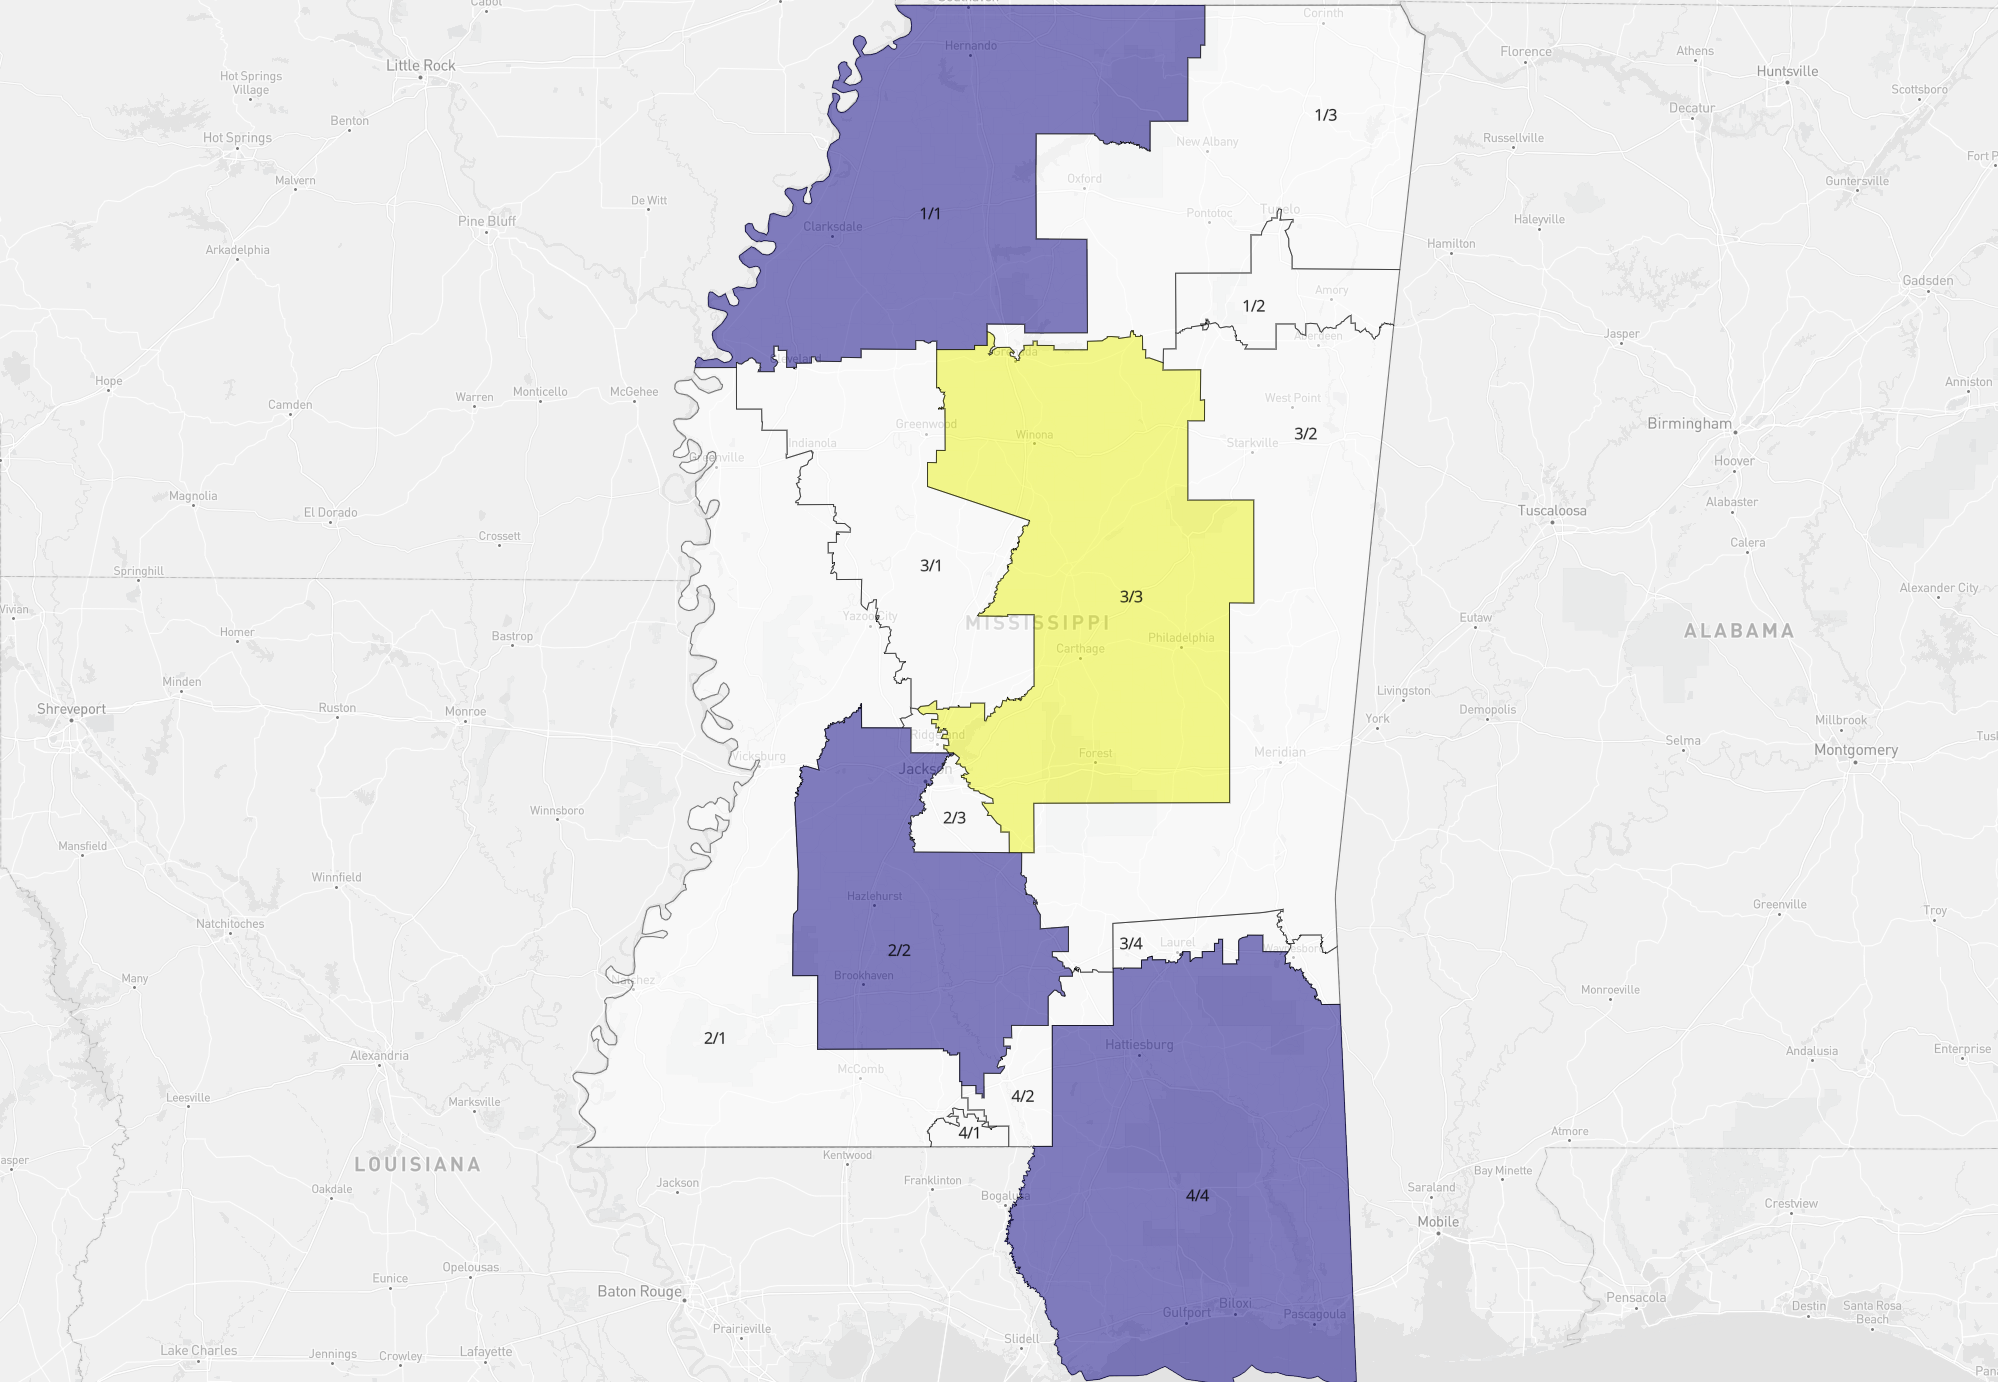 Cabot
Corinth
Hernando
Little Rock
Florence
Athens
Huntsville
Hot Springs
Village
Scottsboro
Decatur
Benton
1/3
Hot Springs
New Albany
Russellville
Fort P
Malvern
Oxford
Guntersville
De Witt
Pine Bluff
Clarksdale
1/1
Pontotoc
Tupelo
Haleyville
Arkadelphia
Hamilton
Gadsden
Amory
1/2
Aberdeen
Jasper
Cleveland
Grenada
Hope
Camden
Warren
Monticello
McGehee
Anniston
West Point
Birmingham
Greenwood
Winona
3/2
Indianola
Starkville
Greenville
Hoover
Magnolia
El Dorado
Alabaster
Tuscaloosa
Crossett
Calera
Springhill
3/1
3/3
Alexander City
Vivian
Yazoo City
MISSISSIPPI
Eutaw
Homer
Bastrop
Philadelphia
ALABAMA
Carthage
Minden
Livingston
Shreveport
Ruston
Monroe
Demopolis
York
Millbrook
Ridgeland
Selma
Vicksburg
Forest
Meridian
Montgomery
Tusk
Jackson
Winnsboro
2/3
Mansfield
Winnfield
Hazlehurst
Greenville
Natchitoches
Troy
3/4
Laurel
2/2
Waynesboro
Many
Natchez
Brookhaven
Monroeville
2/1
Hattiesburg
Alexandria
Andalusia
Enterprise
McComb
Leesville
4/2
Marksville
4/1
Atmore
asper
LOUISIANA
Kentwood
Bay Minette
Oakdale
Jackson
Franklinton
Bogalusa
4/4
Saraland
Crestview
Mobile
Opelousas
Eunice
Baton Rouge
Gulfport
Biloxi
Pascagoula
Pensacola
Destin
Santa Rosa
Beach
Prairieville
Slidell
Lake Charles
Jennings
Crowley
Lafayette
Pan